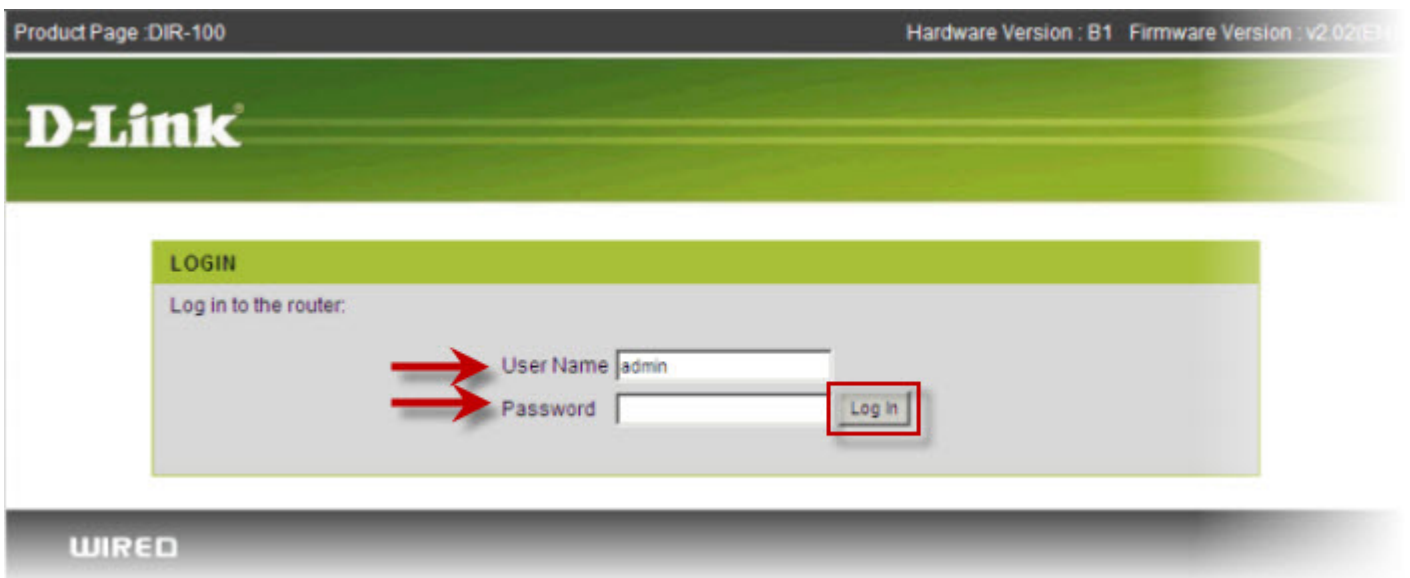 Product Page :DIR-100 Hardware Version : B1 Firmware Version : v2.02(EN)
D-Link
LOGIN
Log in to the router:
User Name admin
Password Log In
WIRED